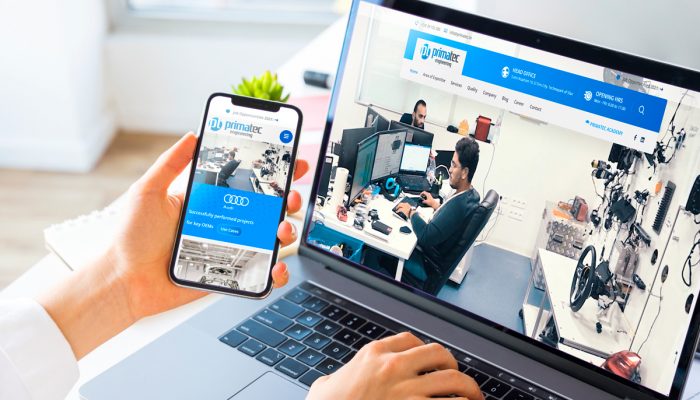 primatec
engineering
HEAD OFFICE
OPENING HRS
Home
Area of Expertise
Services
Quality
Company
Blog
Career
Contact
PRIMATEC ACADEMY
primatec
engineering
Audi
Successfully performed projects
for key OEMs
Use Cases